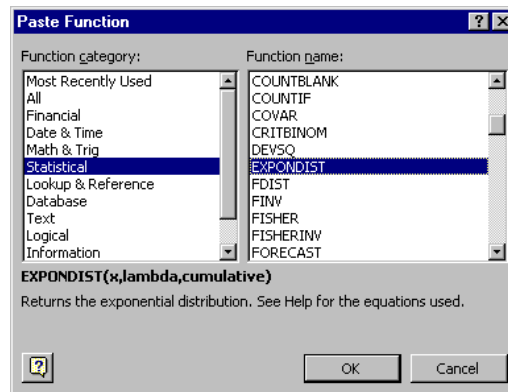 Paste Function
Function category:
Function name:
Most Recently Used
All
Financial
Date & Time
Math & Trig
Statistical
Lookup & Reference
Database
Text
Logical
Information
COUNTBLANK
COUNTIF
COVAR
CRITBINOM
DEVSQ
EXPONDIST
FDIST
FINV
FISHER
FISHERINV
FORECAST
EXPONDIST(x,lambda,cumulative)
Returns the exponential distribution. See Help for the equations used.
OK
Cancel